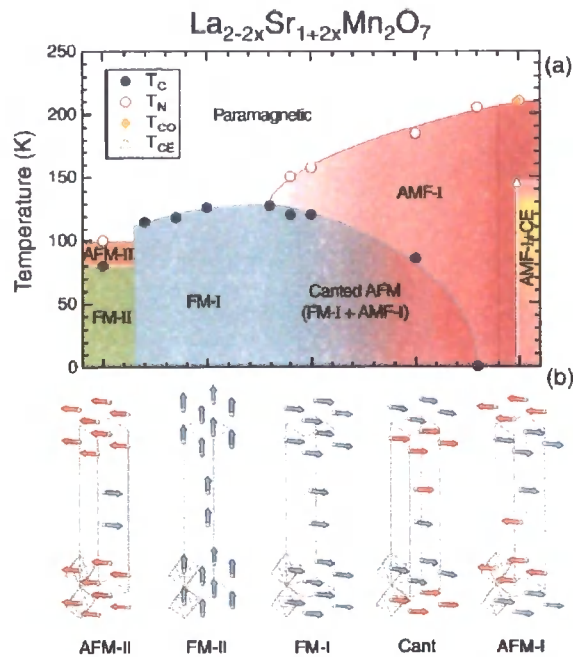 La2-2xSr1+2xMn2O7
250
200
150
100
50
0
Temperature (K)
TC
TN
TCO
TCE
Paramagnetic
(a)
AMF-I
AMF-I+CE
AFM-II
FM-II
FM-I
Canted AFM
(FM-I + AMF-I)
(b)
AFM-II FM-II FM-I Cant AFM-I